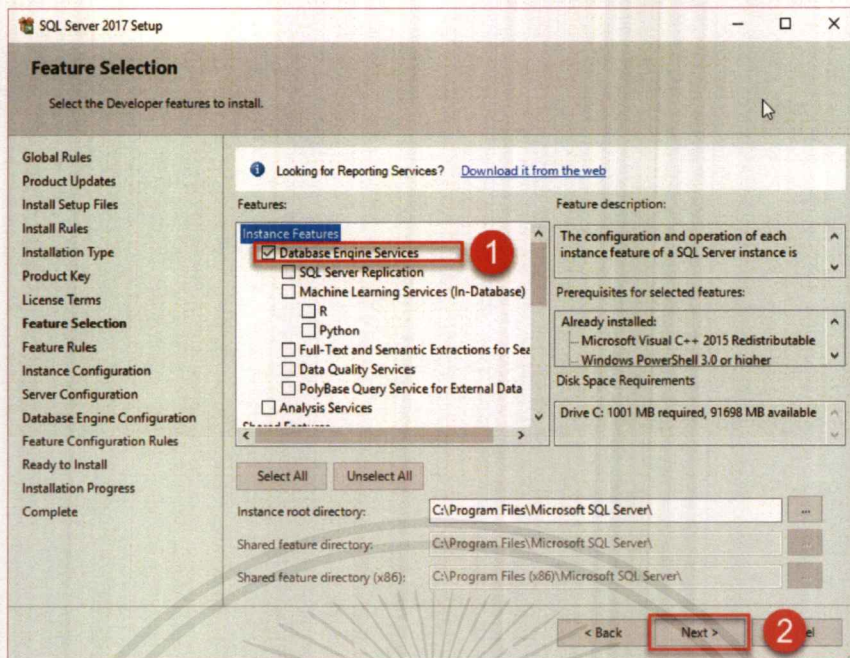 SQL Server 2017 Setup
Feature Selection
Select the Developer features to install.
Global Rules
Product Updates
Install Setup Files
Install Rules
Installation Type
Product Key
License Terms
Feature Selection
Feature Rules
Instance Configuration
Server Configuration
Database Engine Configuration
Feature Configuration Rules
Ready to Install
Installation Progress
Complete
Looking for Reporting Services? Download it from the web
Features:
Instance Features
Database Engine Services
1
SQL Server Replication
Machine Learning Services (In-Database)
R
Python
Full-Text and Semantic Extractions for Sea
Data Quality Services
PolyBase Query Service for External Data
Analysis Services
Shared Features
Feature description:
The configuration and operation of each
instance feature of a SQL Server instance is
Prerequisites for selected features:
Already installed:
Microsoft Visual C++ 2015 Redistributable
Windows PowerShell 3.0 or higher
Disk Space Requirements
Drive C: 1001 MB required, 91698 MB available
Select All Unselect All
Instance root directory: C:\Program Files\Microsoft SQL Server\ ...
Shared feature directory: C:\Program Files\Microsoft SQL Server\ ...
Shared feature directory (x86): C:\Program Files (x86)\Microsoft SQL Server\ ...
< Back Next > 2 el